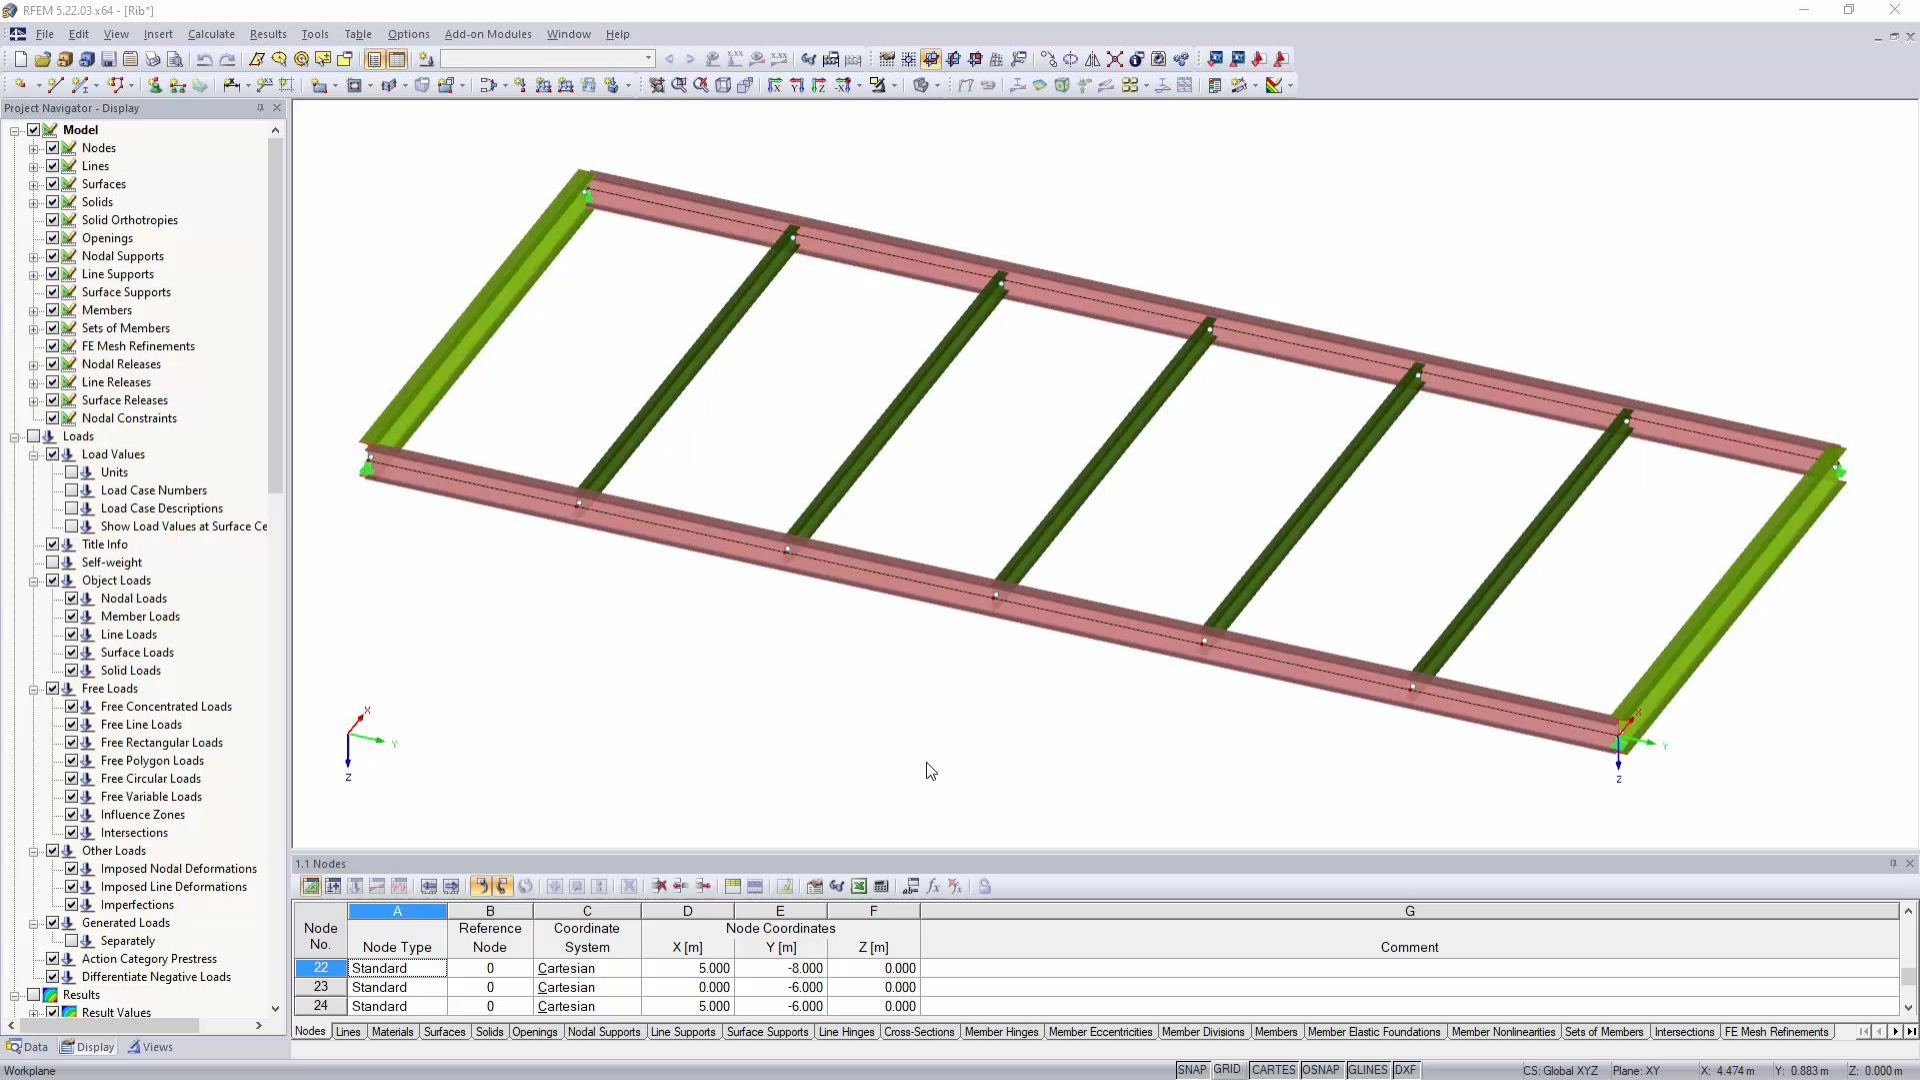 RFEM 5.22.03 x64 - [Rib*]
File Edit View Insert Calculate Results Tools Table Options Add-on Modules Window Help
Project Navigator - Display
Model
Nodes
Lines
Surfaces
Solids
Solid Orthotropies
Openings
Nodal Supports
Line Supports
Surface Supports
Members
Sets of Members
FE Mesh Refinements
Nodal Releases
Line Releases
Surface Releases
Nodal Constraints
Loads
Load Values
Units
Load Case Numbers
Load Case Descriptions
Show Load Values at Surface Ce
Title Info
Self-weight
Object Loads
Nodal Loads
Member Loads
Line Loads
Surface Loads
Solid Loads
Free Loads
Free Concentrated Loads
Free Line Loads
Free Rectangular Loads
Free Polygon Loads
Free Circular Loads
Free Variable Loads
Influence Zones
Intersections
Other Loads
Imposed Nodal Deformations
Imposed Line Deformations
Imperfections
Generated Loads
Separately
Action Category Prestress
Differentiate Negative Loads
Results
Result Values
Data Display Views
X
Y
Z
X
Y
Z
1.1 Nodes
A B C D E F G
Node No. Node Type Reference Node Coordinate System Node Coordinates X [m] Y [m] Z [m] Comment
22 Standard 0 Cartesian 5.000 -8.000 0.000
23 Standard 0 Cartesian 0.000 -6.000 0.000
24 Standard 0 Cartesian 5.000 -6.000 0.000
Nodes Lines Materials Surfaces Solids Openings Nodal Supports Line Supports Surface Supports Line Hinges Cross-Sections Member Hinges Member Eccentricities Member Divisions Members Member Elastic Foundations Member Nonlinearities Sets of Members Intersections FE Mesh Refinements
Workplane SNAP GRID CARTES OSNAP GLINES DXF CS: Global XYZ Plane: XY X: 4.474 m Y: 0.883 m Z: 0.000 m